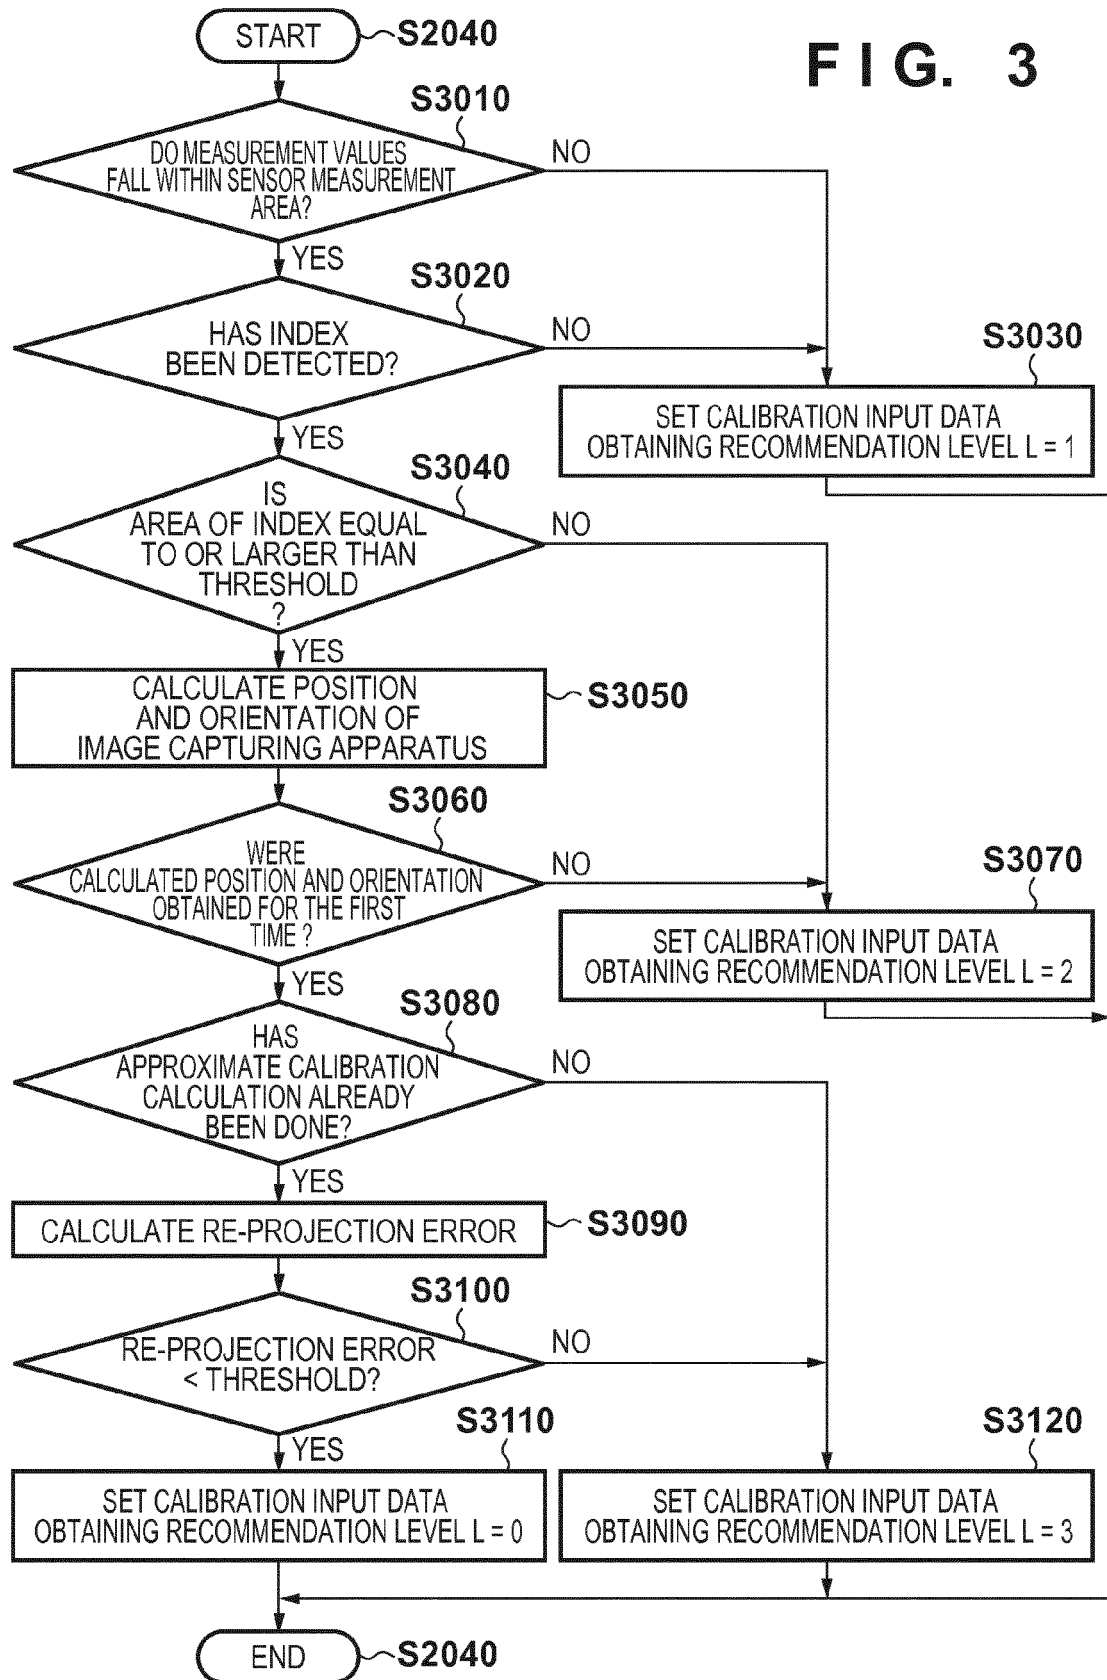 START
S2040
FIG. 3
S3010
DO MEASUREMENT VALUES
FALL WITHIN SENSOR MEASUREMENT
AREA?
NO
YES
S3020
HAS INDEX
BEEN DETECTED?
NO
S3030
SET CALIBRATION INPUT DATA
OBTAINING RECOMMENDATION LEVEL L = 1
YES
S3040
IS
AREA OF INDEX EQUAL
TO OR LARGER THAN
THRESHOLD
?
NO
YES
CALCULATE POSITION
AND ORIENTATION OF
IMAGE CAPTURING APPARATUS
S3050
S3060
WERE
CALCULATED POSITION AND ORIENTATION
OBTAINED FOR THE FIRST
TIME ?
NO
S3070
SET CALIBRATION INPUT DATA
OBTAINING RECOMMENDATION LEVEL L = 2
YES
S3080
HAS
APPROXIMATE CALIBRATION
CALCULATION ALREADY
BEEN DONE?
NO
YES
CALCULATE RE-PROJECTION ERROR
S3090
S3100
RE-PROJECTION ERROR
< THRESHOLD?
NO
YES
S3110
SET CALIBRATION INPUT DATA
OBTAINING RECOMMENDATION LEVEL L = 0
S3120
SET CALIBRATION INPUT DATA
OBTAINING RECOMMENDATION LEVEL L = 3
END
S2040